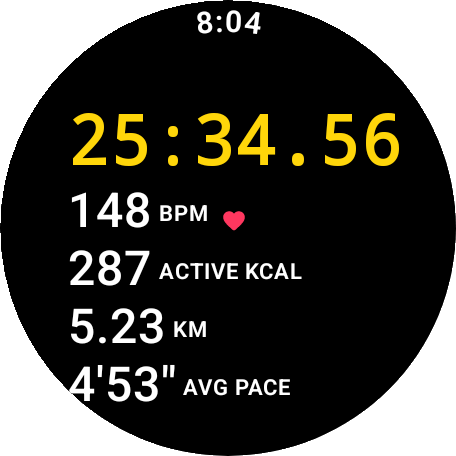 8:04
25:34.56
148 BPM
287 ACTIVE KCAL
5.23 KM
4'53" AVG PACE